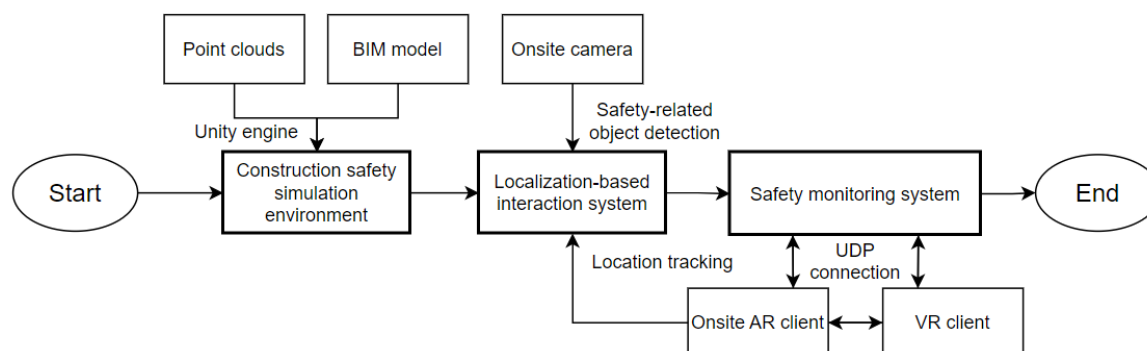 Point clouds
BIM model
Onsite camera
Unity engine
Safety-related
object detection
Start
Construction safety
simulation
environment
Localization-based
interaction system
Safety monitoring system
End
Location tracking
UDP
connection
Onsite AR client
VR client